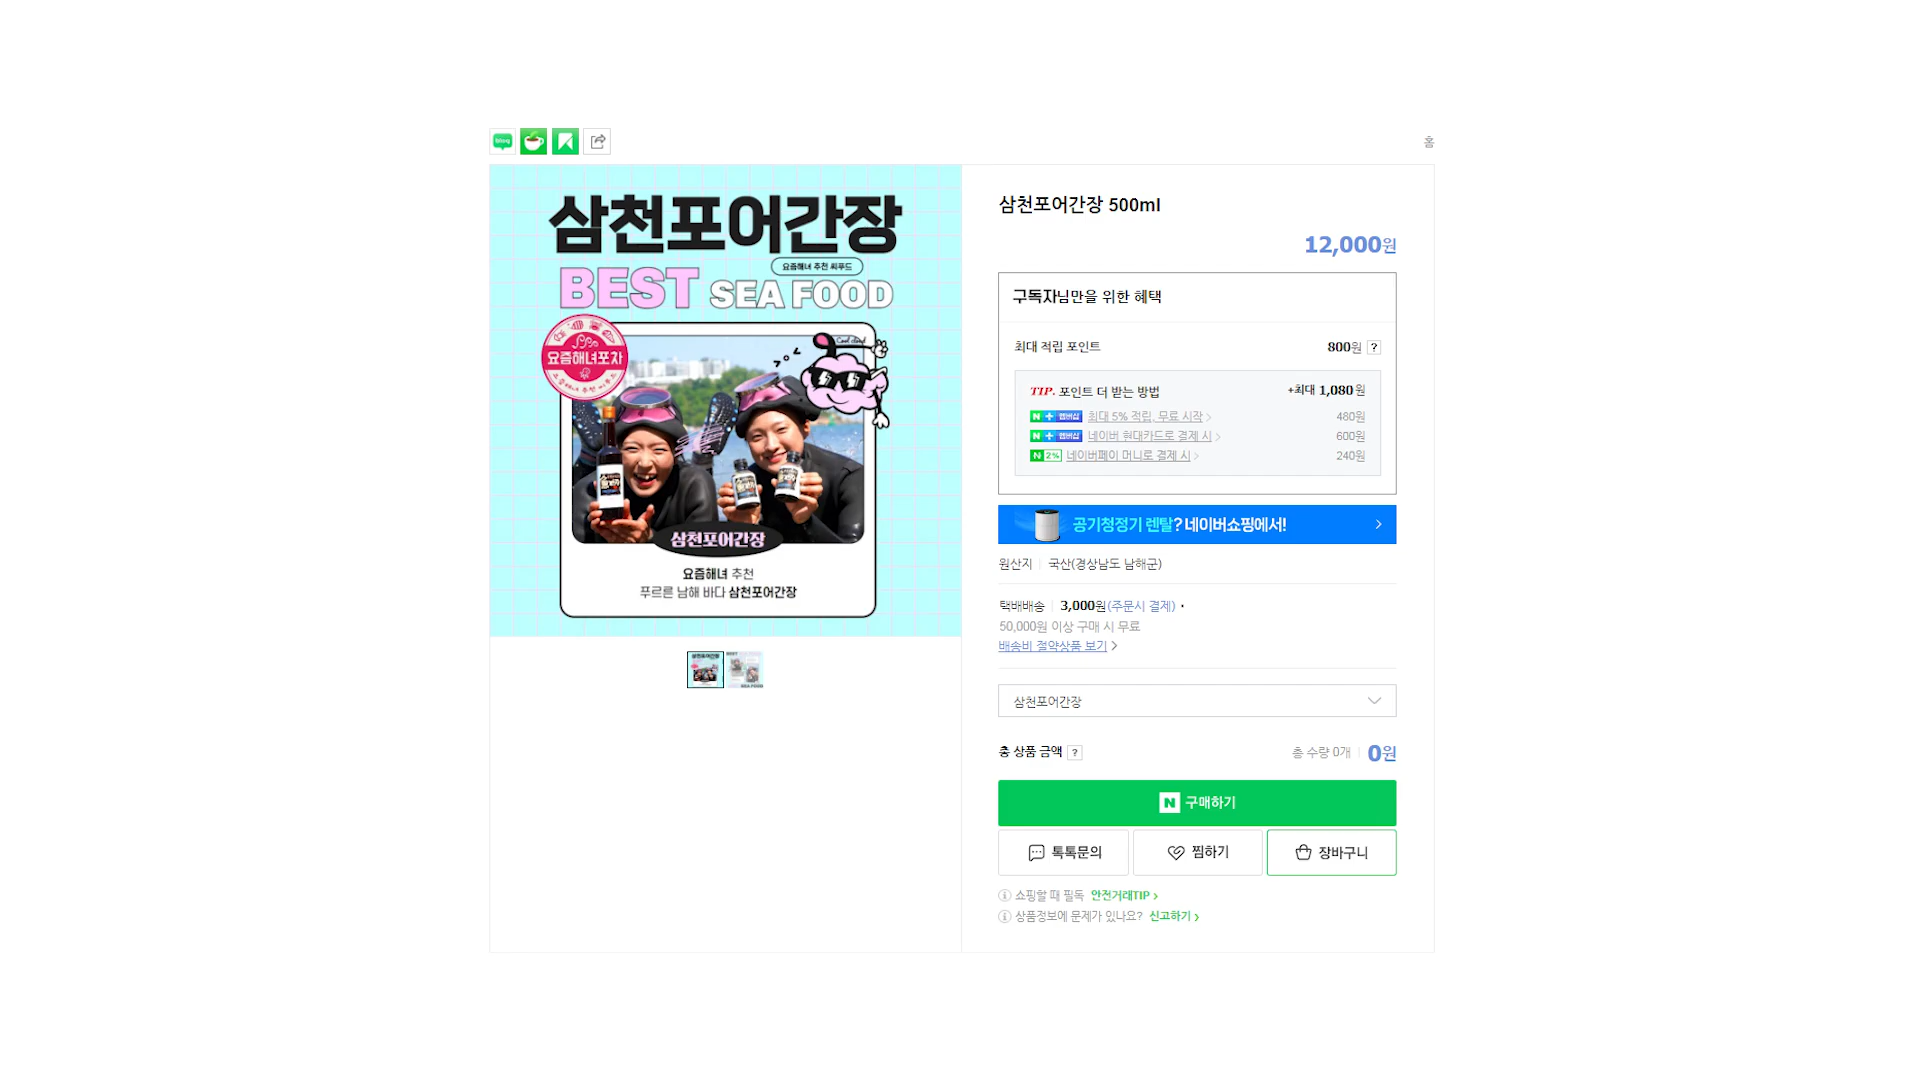 blog
홈
삼천포어간장
요즘해녀 추천 씨푸드
BEST SEA FOOD
Cool cloud
요즘해녀포차
요즘해녀 추천 씨푸드
삼천포어간장
요즘해녀 추천
푸르른 남해 바다 삼천포어간장
삼천포어간장 500ml
12,000원
구독자님만을 위한 혜택
최대 적립 포인트 800원 ?
TIP. 포인트 더 받는 방법 +최대 1,080원
N + 멤버십 최대 5% 적립, 무료 시작 > 480원
N + 멤버십 네이버 현대카드로 결제 시 > 600원
N 2% 네이버페이 머니로 결제 시 > 240원
공기청정기 렌탈? 네이버쇼핑에서! >
원산지 국산(경상남도 남해군)
택배배송 3,000원(주문시 결제) ·
50,000원 이상 구매 시 무료
배송비 절약상품 보기 >
삼천포어간장
총 상품 금액 ? 총 수량 0개 0원
N 구매하기
톡톡문의 찜하기 장바구니
쇼핑할 때 필독 안전거래TIP >
상품정보에 문제가 있나요? 신고하기 >